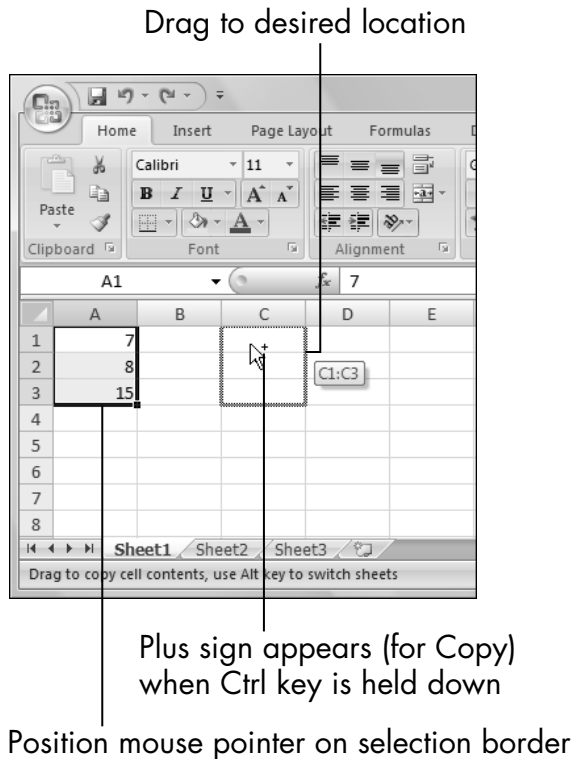 Drag to desired location
Home Insert Page Layout Formulas
Calibri 11
B I U A A
Paste
Clipboard Font Alignment
A1 fx 7
A B C D E
1 7
2 8
3 15
C1:C3
4
5
6
7
8
Sheet1 Sheet2 Sheet3
Drag to copy cell contents, use Alt key to switch sheets
Plus sign appears (for Copy)
when Ctrl key is held down
Position mouse pointer on selection border